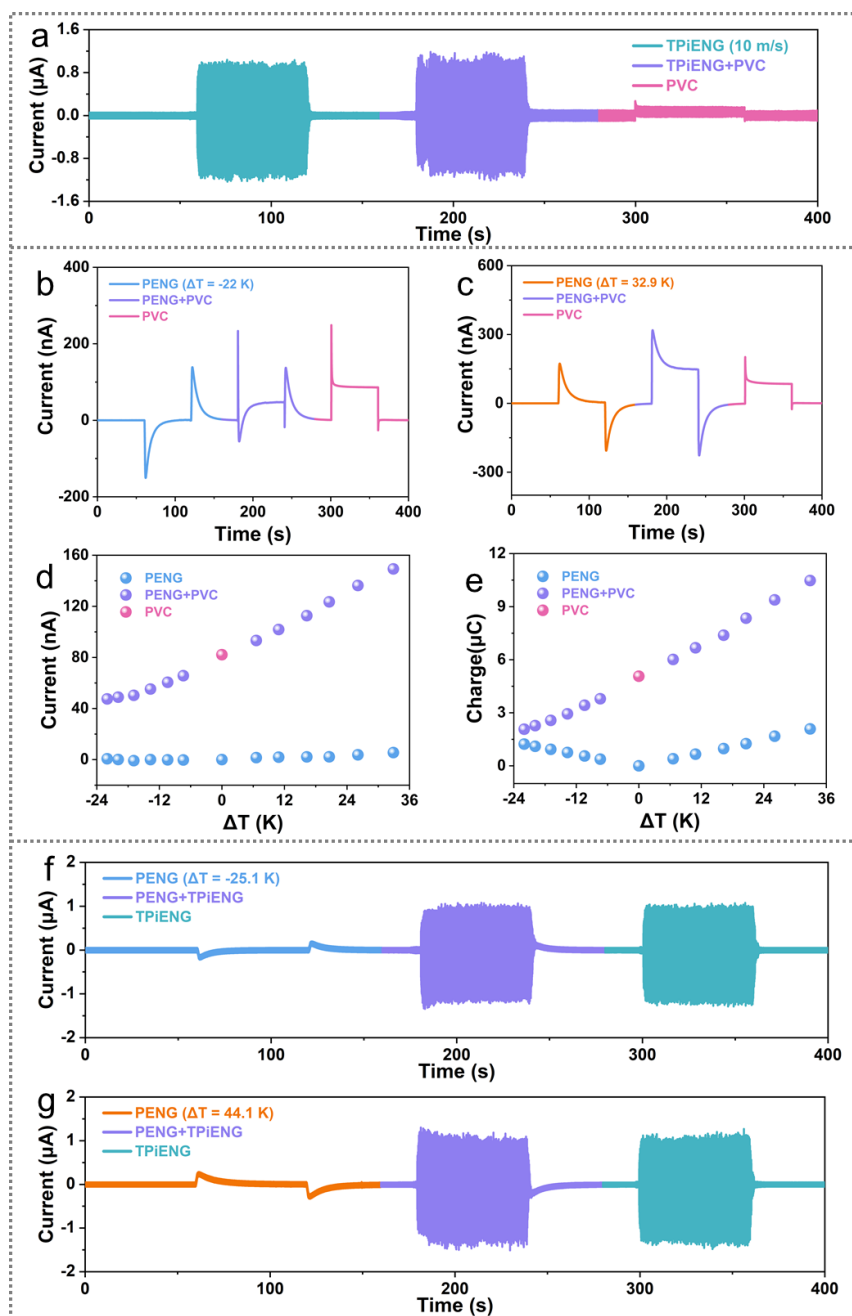 a
1.6
0.8
0.0
-0.8
-1.6
Current (μA)
TPiENG (10 m/s)
TPiENG+PVC
PVC
0 100 200 300 400
Time (s)
b
400
200
0
-200
Current (nA)
PENG (ΔT = -22 K)
PENG+PVC
PVC
0 100 200 300 400
Time (s)
c
600
300
0
-300
Current (nA)
PENG (ΔT = 32.9 K)
PENG+PVC
PVC
0 100 200 300 400
Time (s)
d
160
120
80
40
0
Current (nA)
PENG
PENG+PVC
PVC
-24 -12 0 12 24 36
ΔT (K)
e
12
9
6
3
0
Charge(μC)
PENG
PENG+PVC
PVC
-24 -12 0 12 24 36
ΔT (K)
f
2
1
0
-1
-2
Current (μA)
PENG (ΔT = -25.1 K)
PENG+TPiENG
TPiENG
0 100 200 300 400
Time (s)
g
2
1
0
-1
-2
Current (μA)
PENG (ΔT = 44.1 K)
PENG+TPiENG
TPiENG
0 100 200 300 400
Time (s)